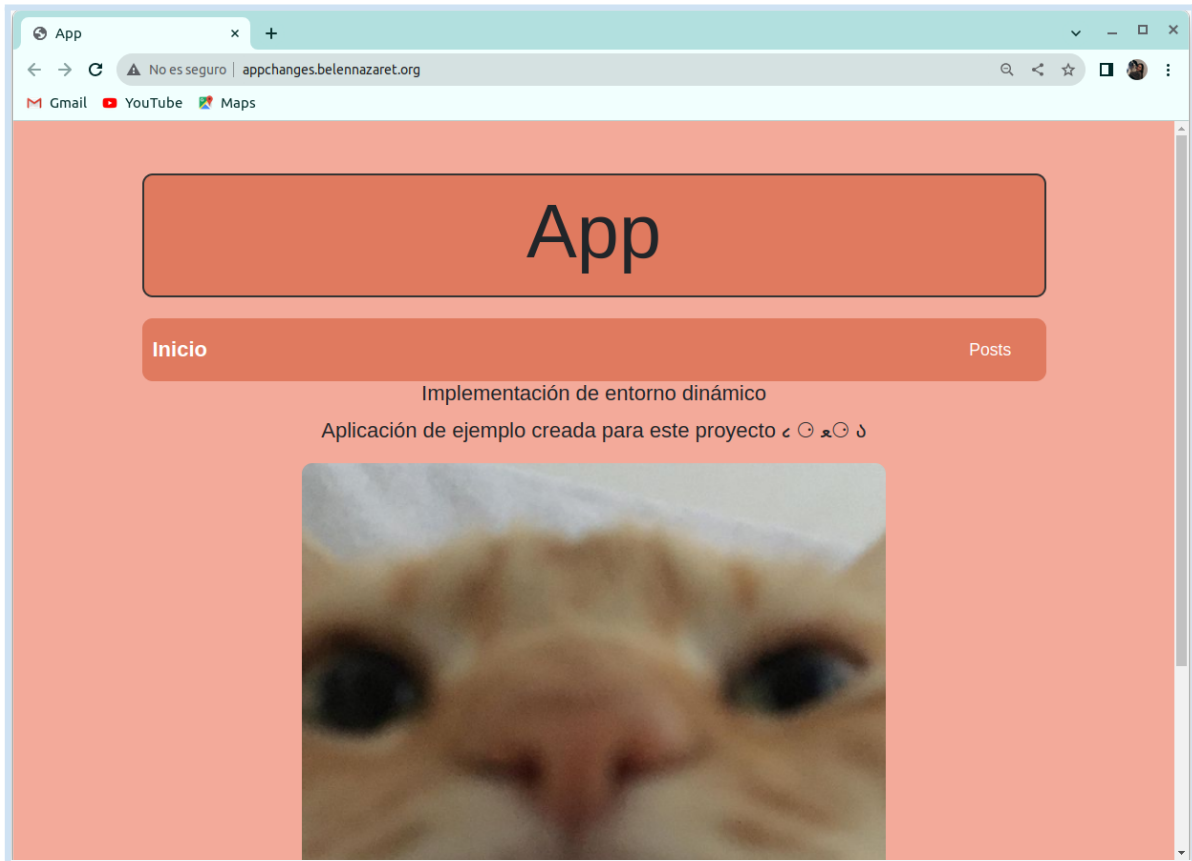 App
No es seguro appchanges.belennazaret.org
Gmail YouTube Maps
App
Inicio Posts
Implementación de entorno dinámico
Aplicación de ejemplo creada para este proyecto